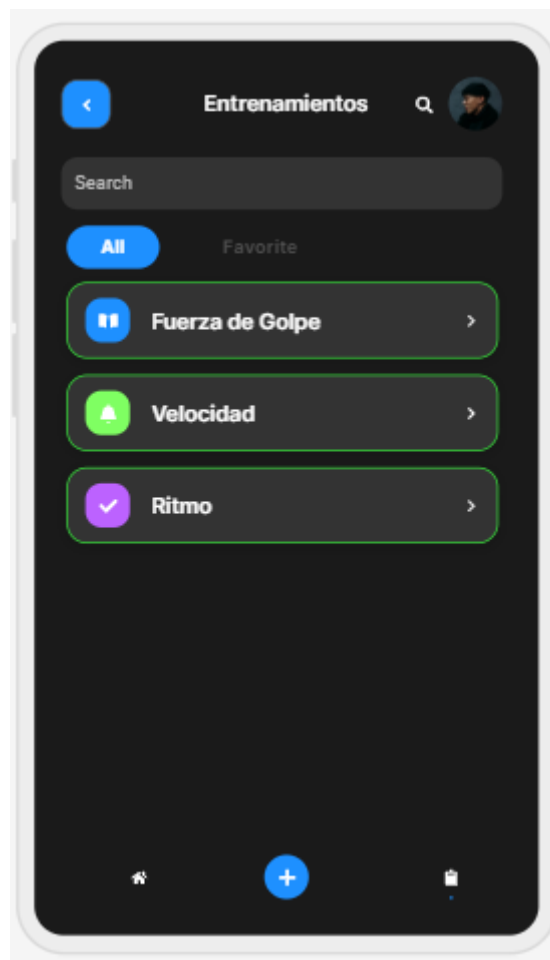 Entrenamientos
Search
All Favorite
Fuerza de Golpe
Velocidad
Ritmo